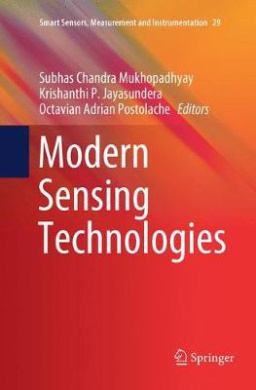 Smart Sensors, Measurement and Instrumentation 29
Subhas Chandra Mukhopadhyay
Krishanthi P. Jayasundera
Octavian Adrian Postolache Editors
Modern
Sensing
Technologies
Springer